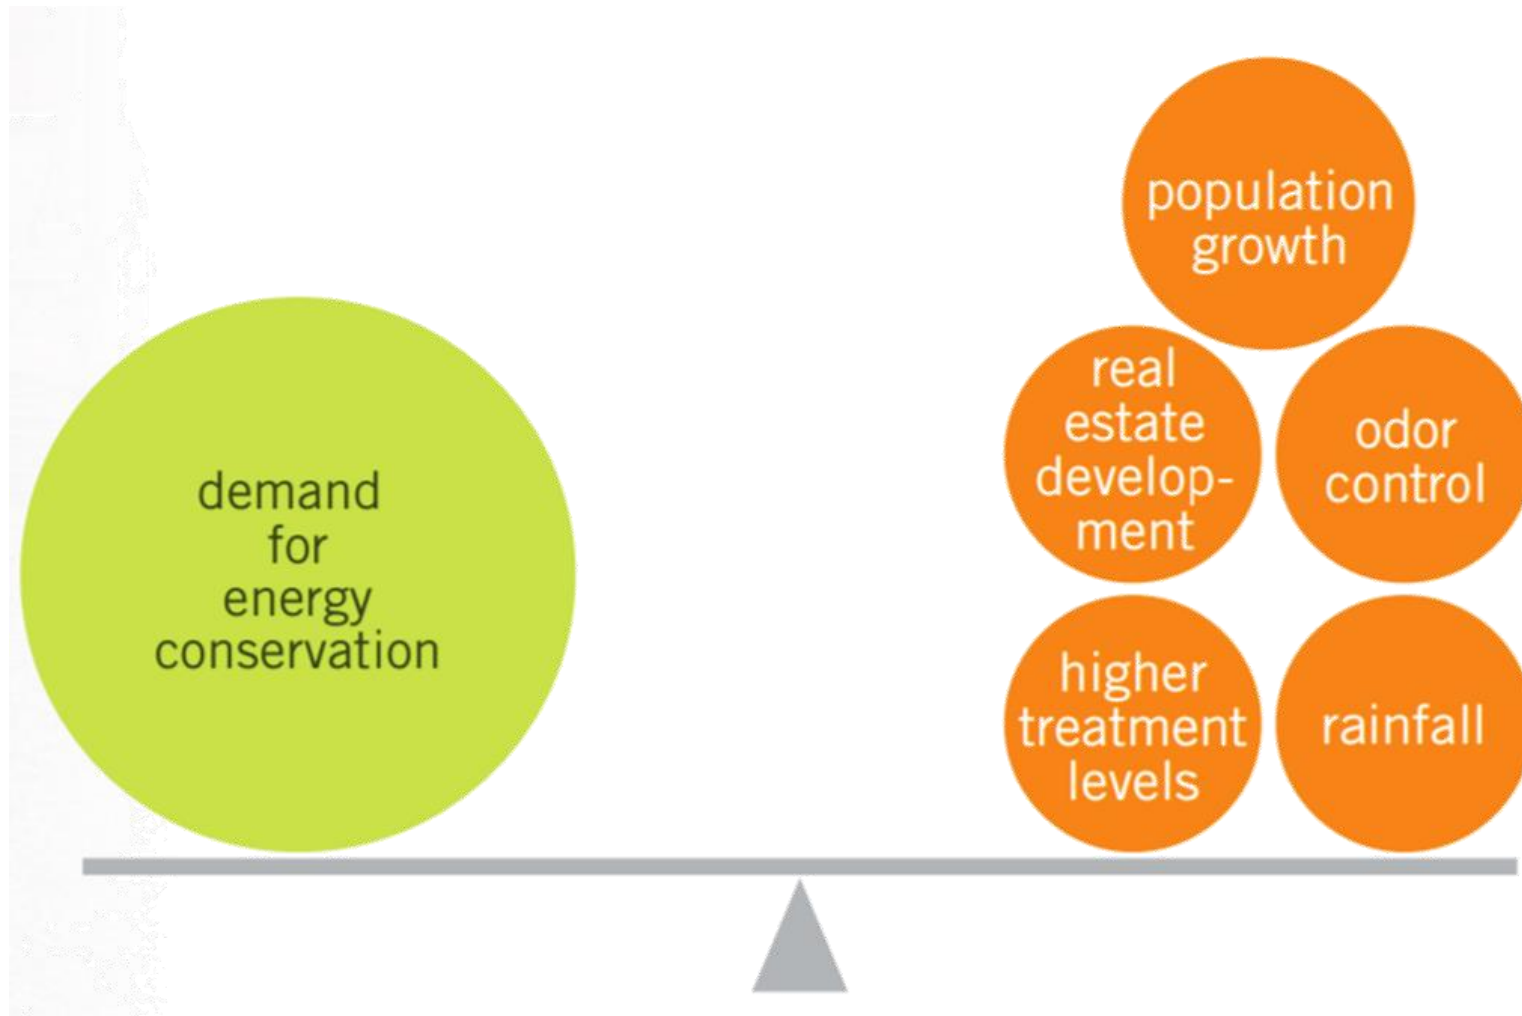 demand
for
energy
conservation
population
growth
real
estate
develop-
ment
odor
control
higher
treatment
levels
rainfall